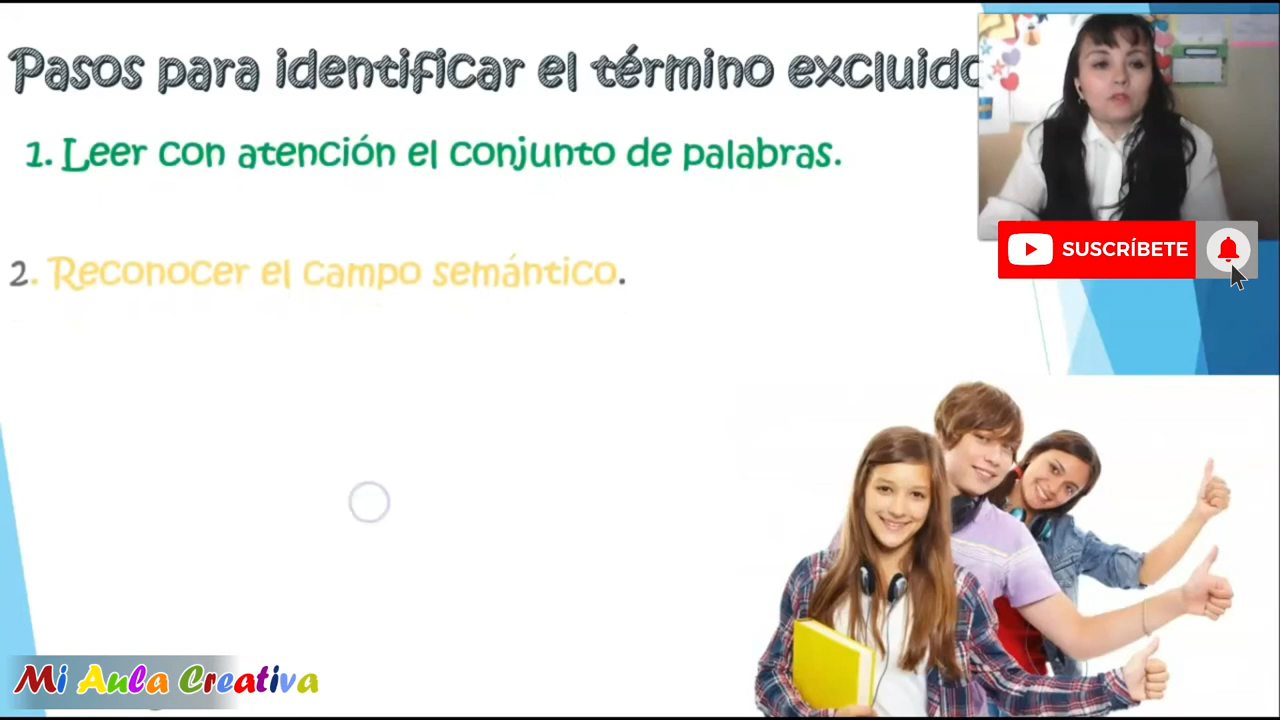 Pasos para identificar el término excluido
1. Leer con atención el conjunto de palabras.
SUSCRÍBETE
2. Reconocer el campo semántico.
Mi Aula Creativa